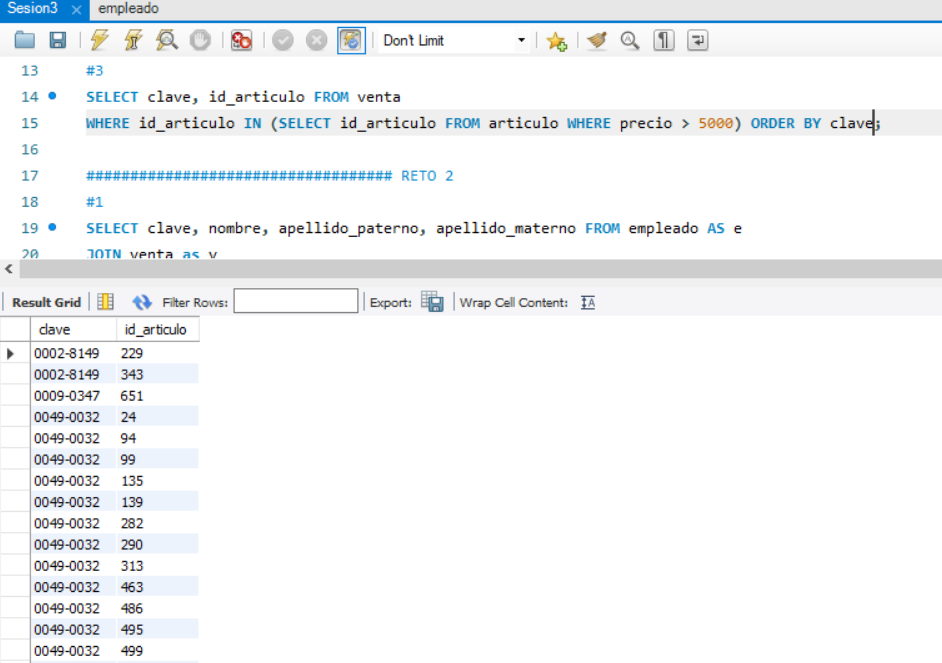 Sesion3 × empleado
Don't Limit
13 #3
14 SELECT clave, id_articulo FROM venta
15 WHERE id_articulo IN (SELECT id_articulo FROM articulo WHERE precio > 5000) ORDER BY clave;
16
17 ################################### RETO 2
18 #1
19 SELECT clave, nombre, apellido_paterno, apellido_materno FROM empleado AS e
20 JOIN venta as v
Result Grid Filter Rows: Export: Wrap Cell Content:
clave id_articulo
0002-8149 229
0002-8149 343
0009-0347 651
0049-0032 24
0049-0032 94
0049-0032 99
0049-0032 135
0049-0032 139
0049-0032 282
0049-0032 290
0049-0032 313
0049-0032 463
0049-0032 486
0049-0032 495
0049-0032 499